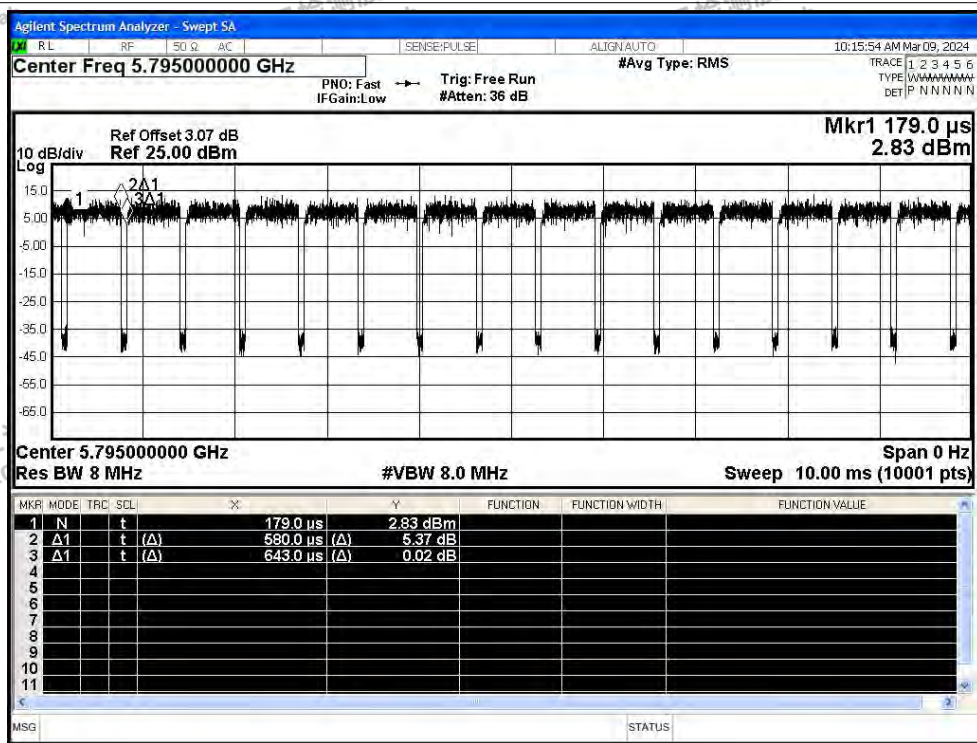 Agilent Spectrum Analyzer - Swept SA
RL RF 50 Ω AC SENSE:PULSE ALIGN AUTO 10:15:54 AM Mar 09, 2024
Center Freq 5.795000000 GHz #Avg Type: RMS TRACE 1 2 3 4 5 6
PNO: Fast Trig: Free Run TYPE
IFGain:Low #Atten: 36 dB DET P N N N N N
Mkr1 179.0 µs
2.83 dBm
Ref Offset 3.07 dB
10 dB/div Ref 25.00 dBm
Log
15.0
5.00
-5.00
-15.0
-25.0
-35.0
-45.0
-55.0
-65.0
1
2Δ1
3Δ1
Center 5.795000000 GHz Span 0 Hz
Res BW 8 MHz #VBW 8.0 MHz Sweep 10.00 ms (10001 pts)
MKR MODE TRC SCL X Y FUNCTION FUNCTION WIDTH FUNCTION VALUE
1 N t 179.0 µs 2.83 dBm
2 Δ1 t (Δ) 580.0 µs (Δ) 5.37 dB
3 Δ1 t (Δ) 643.0 µs (Δ) 0.02 dB
4
5
6
7
8
9
10
11
MSG STATUS